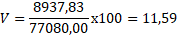 V = 8937,83/77080,00 x100 = 11,59